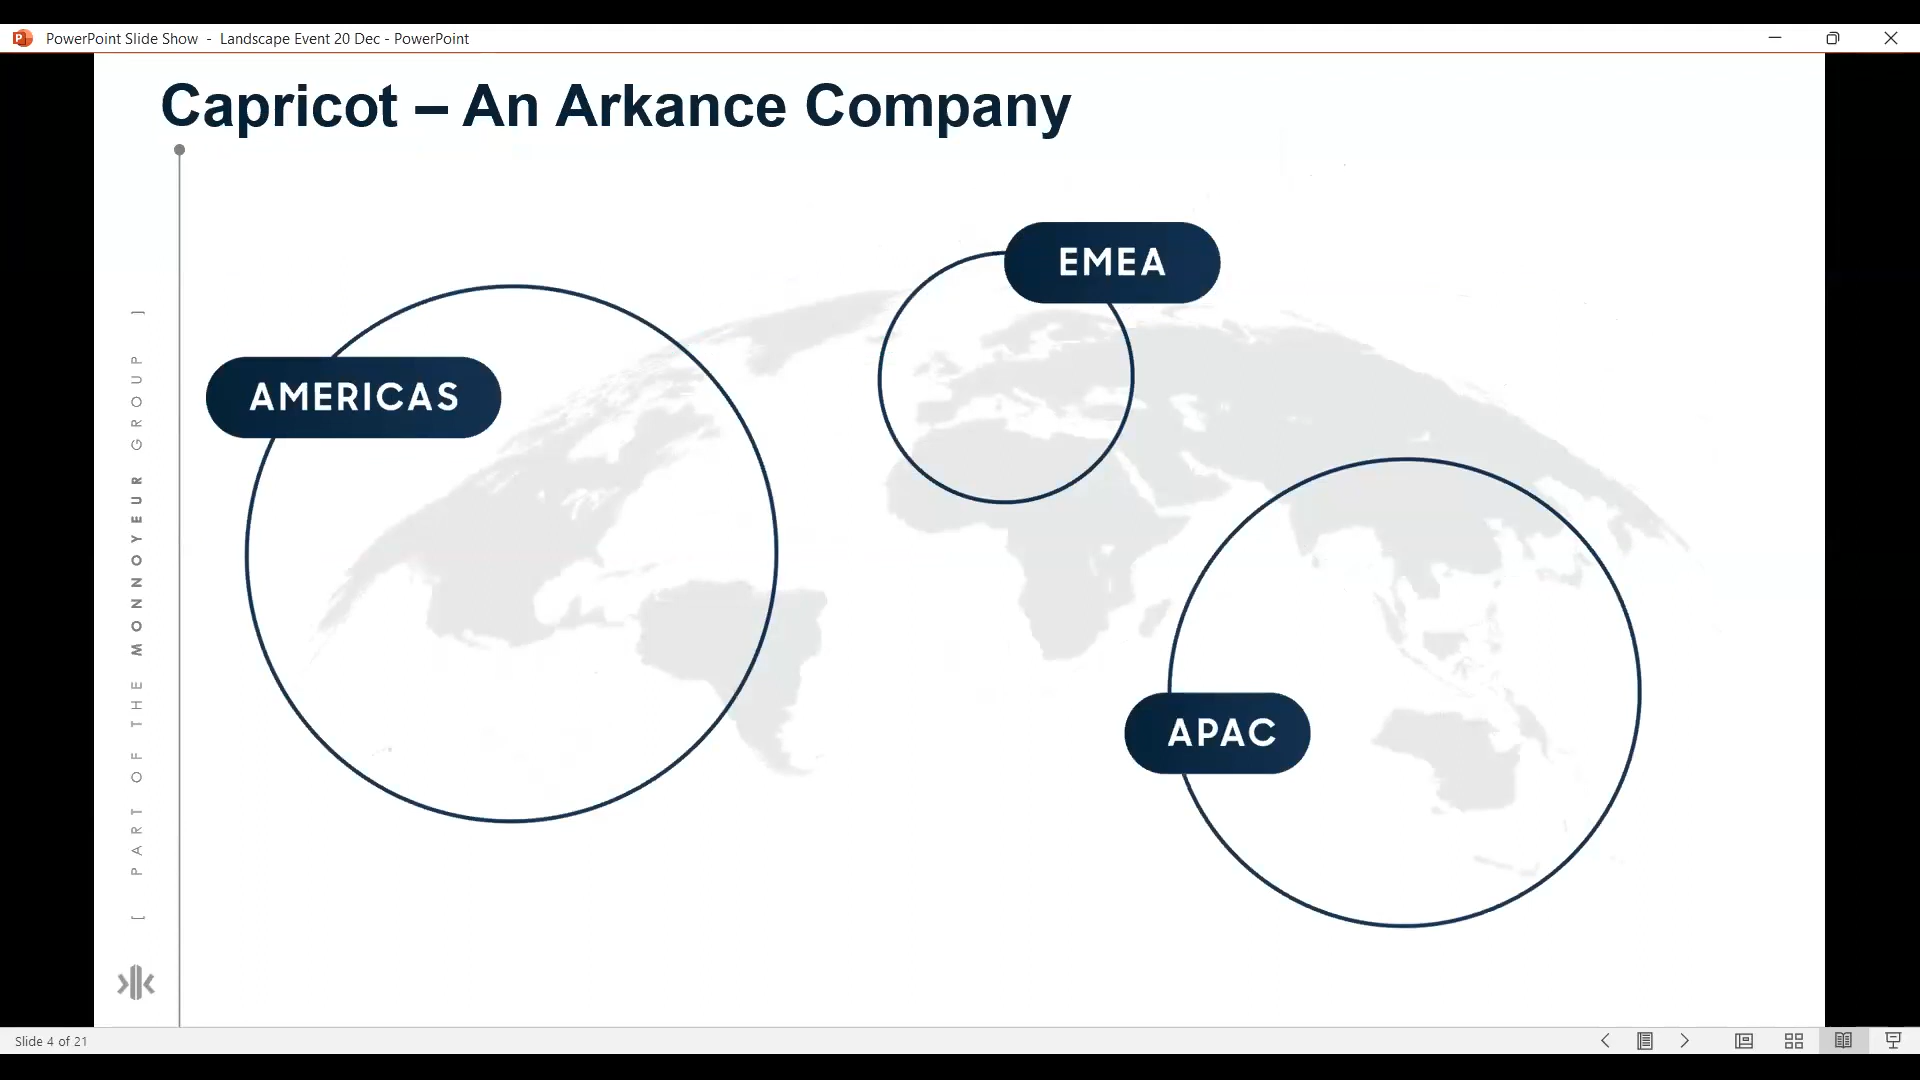 PowerPoint Slide Show - Landscape Event 20 Dec - PowerPoint
Capricot – An Arkance Company
EMEA
AMERICAS
APAC
[ PART OF THE MONNOYEUR GROUP ]
Slide 4 of 21